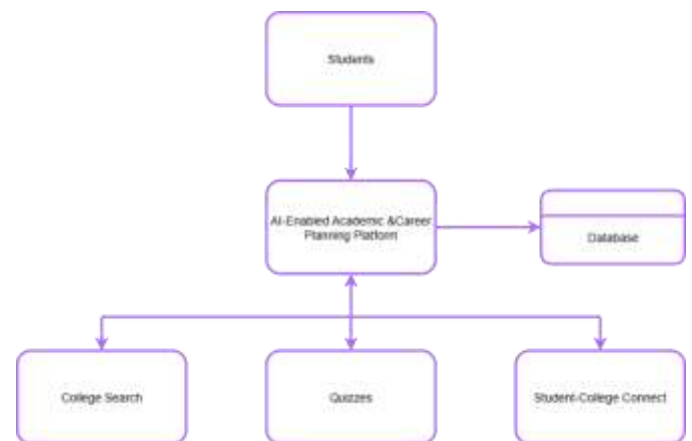 Students
AI-Enabled Academic &Career
Planning Platform
Database
College Search
Quizzes
Student-College Connect